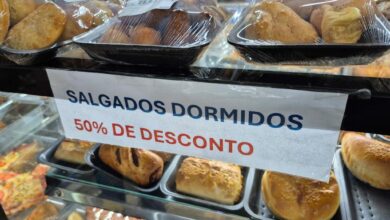 SALGADOS DORMIDOS
50% DE DESCONTO